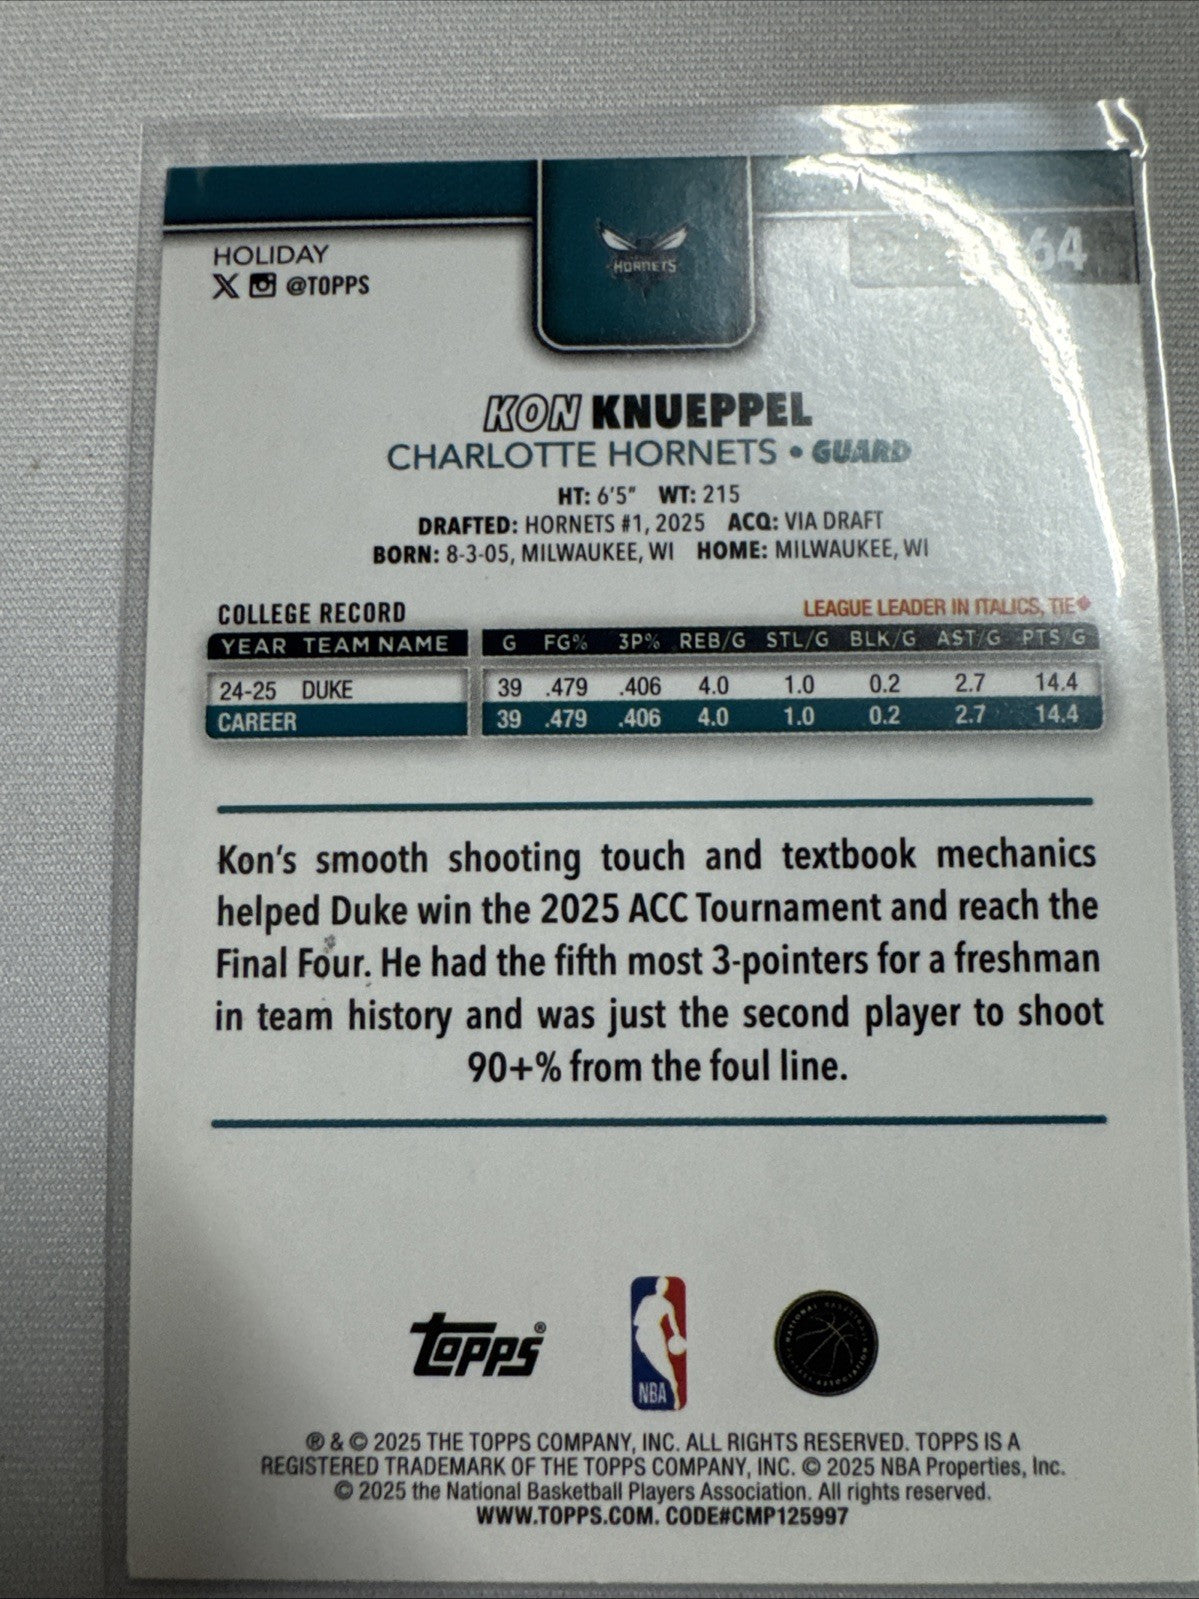 HOLIDAY
@TOPPS
HORNETS
64
KON KNUEPPEL
CHARLOTTE HORNETS • GUARD
HT: 6'5" WT: 215
DRAFTED: HORNETS #1, 2025 ACQ: VIA DRAFT
BORN: 8-3-05, MILWAUKEE, WI HOME: MILWAUKEE, WI
COLLEGE RECORD LEAGUE LEADER IN ITALICS, TIE♦
YEAR TEAM NAME G FG% 3P% REB/G STL/G BLK/G AST/G PTS/G
24-25 DUKE 39 .479 .406 4.0 1.0 0.2 2.7 14.4
CAREER 39 .479 .406 4.0 1.0 0.2 2.7 14.4
Kon's smooth shooting touch and textbook mechanics
helped Duke win the 2025 ACC Tournament and reach the
Final Four. He had the fifth most 3-pointers for a freshman
in team history and was just the second player to shoot
90+% from the foul line.
Topps®
NBA
NATIONAL BASKETBALL PLAYERS ASSOCIATION
® & © 2025 THE TOPPS COMPANY, INC. ALL RIGHTS RESERVED. TOPPS IS A
REGISTERED TRADEMARK OF THE TOPPS COMPANY, INC. © 2025 NBA Properties, Inc.
© 2025 the National Basketball Players Association. All rights reserved.
WWW.TOPPS.COM. CODE#CMP125997